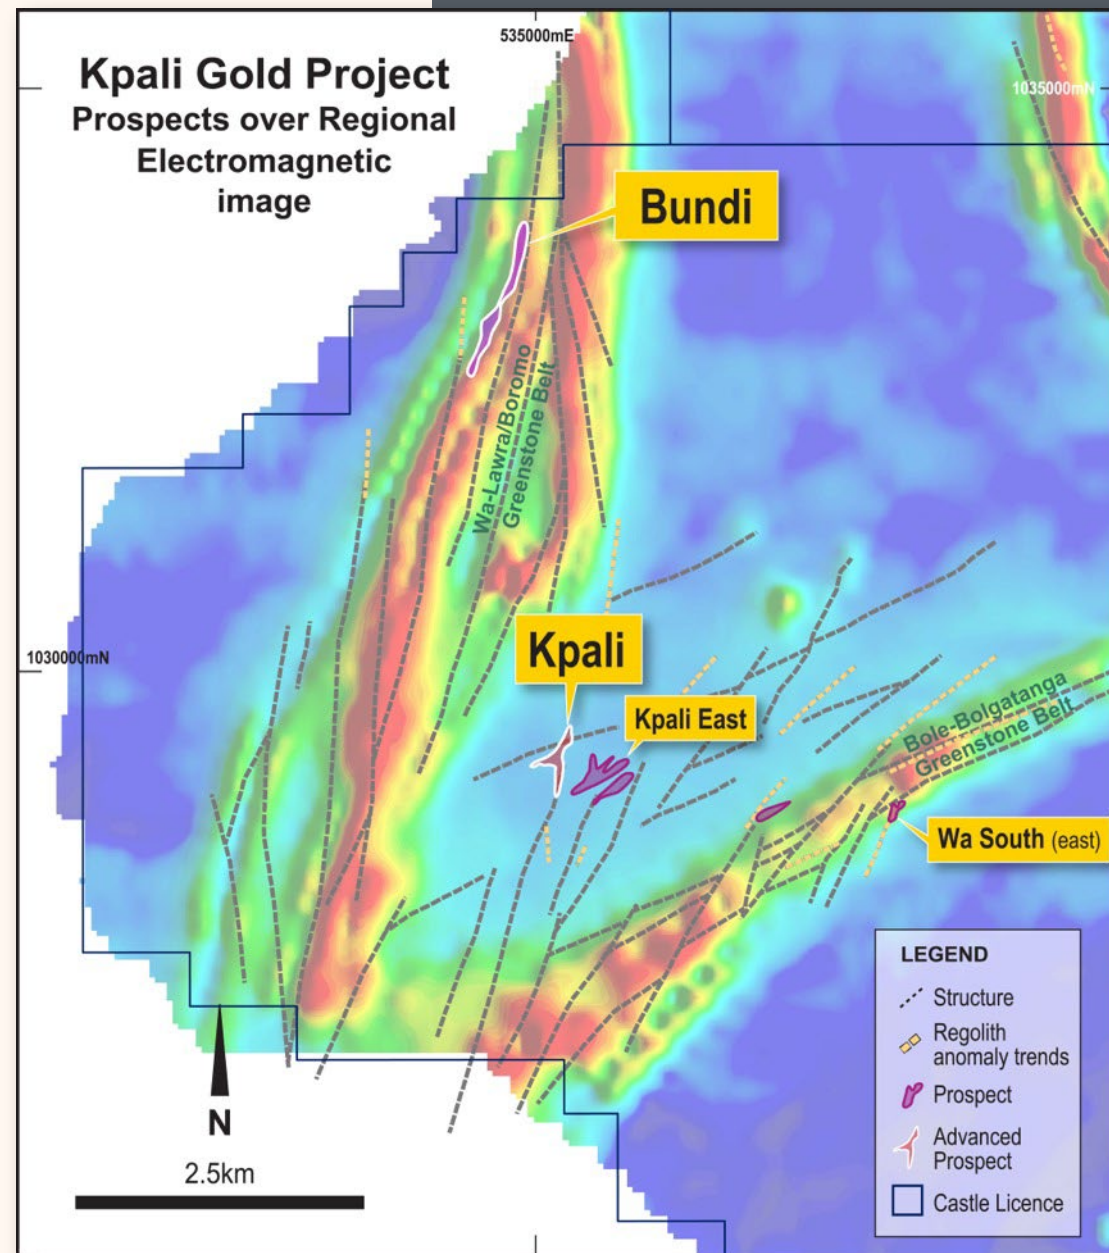 535000mE
Kpali Gold Project
Prospects over Regional
Electromagnetic
image
1035000mN
Bundi
Wa-Lawra/Boromo
Greenstone Belt
1030000mN
Kpali
Kpali East
Bole-Bolgatanga
Greenstone Belt
Wa South (east)
LEGEND
Structure
Regolith
anomaly trends
Prospect
Advanced
Prospect
Castle Licence
N
2.5km